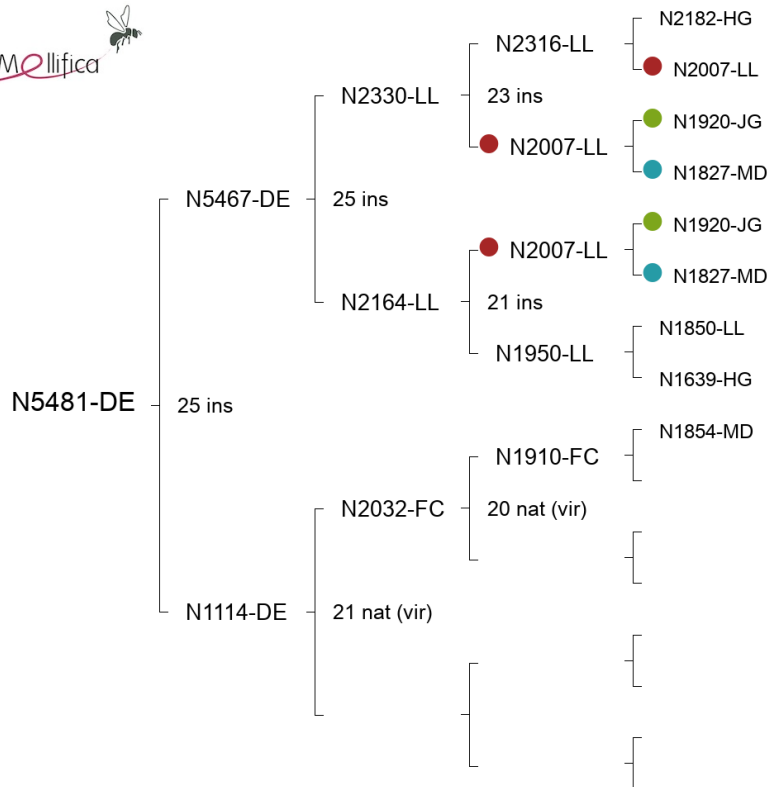 Mellifica
N2182-HG
N2316-LL
N2007-LL
N2330-LL
23 ins
N1920-JG
N2007-LL
N1827-MD
N5467-DE
25 ins
N1920-JG
N2007-LL
N1827-MD
N2164-LL
21 ins
N1850-LL
N1950-LL
N1639-HG
N5481-DE
25 ins
N1854-MD
N1910-FC
N2032-FC
20 nat (vir)
N1114-DE
21 nat (vir)